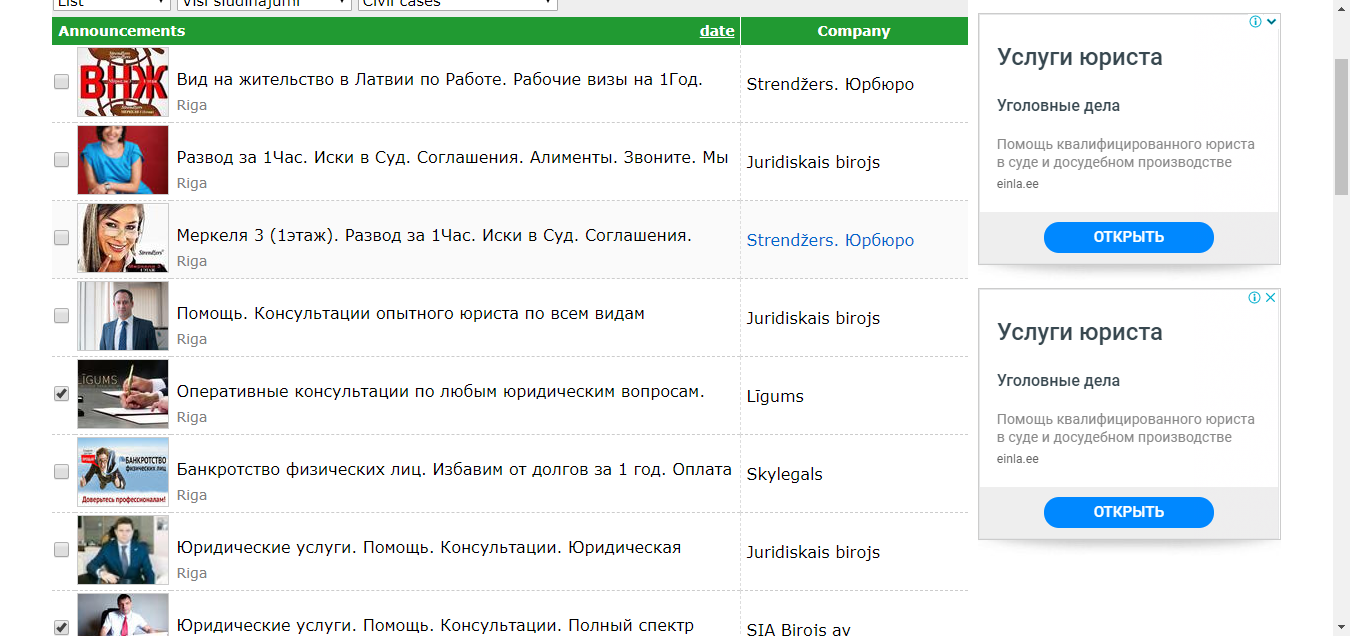 List
Visi sludinājumi
Civil cases
Announcements
date
Company
ВНЖ
Вид на жительство в Латвии по Работе. Рабочие визы на 1Год.
Riga
Strendžers. Юрбюро
Развод за 1Час. Иски в Суд. Соглашения. Алименты. Звоните. Мы
Riga
Juridiskais birojs
Strendžers
Меркеля 3
1 этаж
Меркеля 3 (1этаж). Развод за 1Час. Иски в Суд. Соглашения.
Riga
Strendžers. Юрбюро
Помощь. Консультации опытного юриста по всем видам
Riga
Juridiskais birojs
LĪGUMS
Оперативные консультации по любым юридическим вопросам.
Riga
Līgums
БАНКРОТСТВО
физических лиц
Доверьтесь профессионалам!
Банкротство физических лиц. Избавим от долгов за 1 год. Оплата
Riga
Skylegals
Юридические услуги. Помощь. Консультации. Юридическая
Riga
Juridiskais birojs
Юридические услуги. Помощь. Консультации. Полный спектр
SIA Birojs av
Услуги юриста
Уголовные дела
Помощь квалифицированного юриста
в суде и досудебном производстве
einla.ee
ОТКРЫТЬ
Услуги юриста
Уголовные дела
Помощь квалифицированного юриста
в суде и досудебном производстве
einla.ee
ОТКРЫТЬ